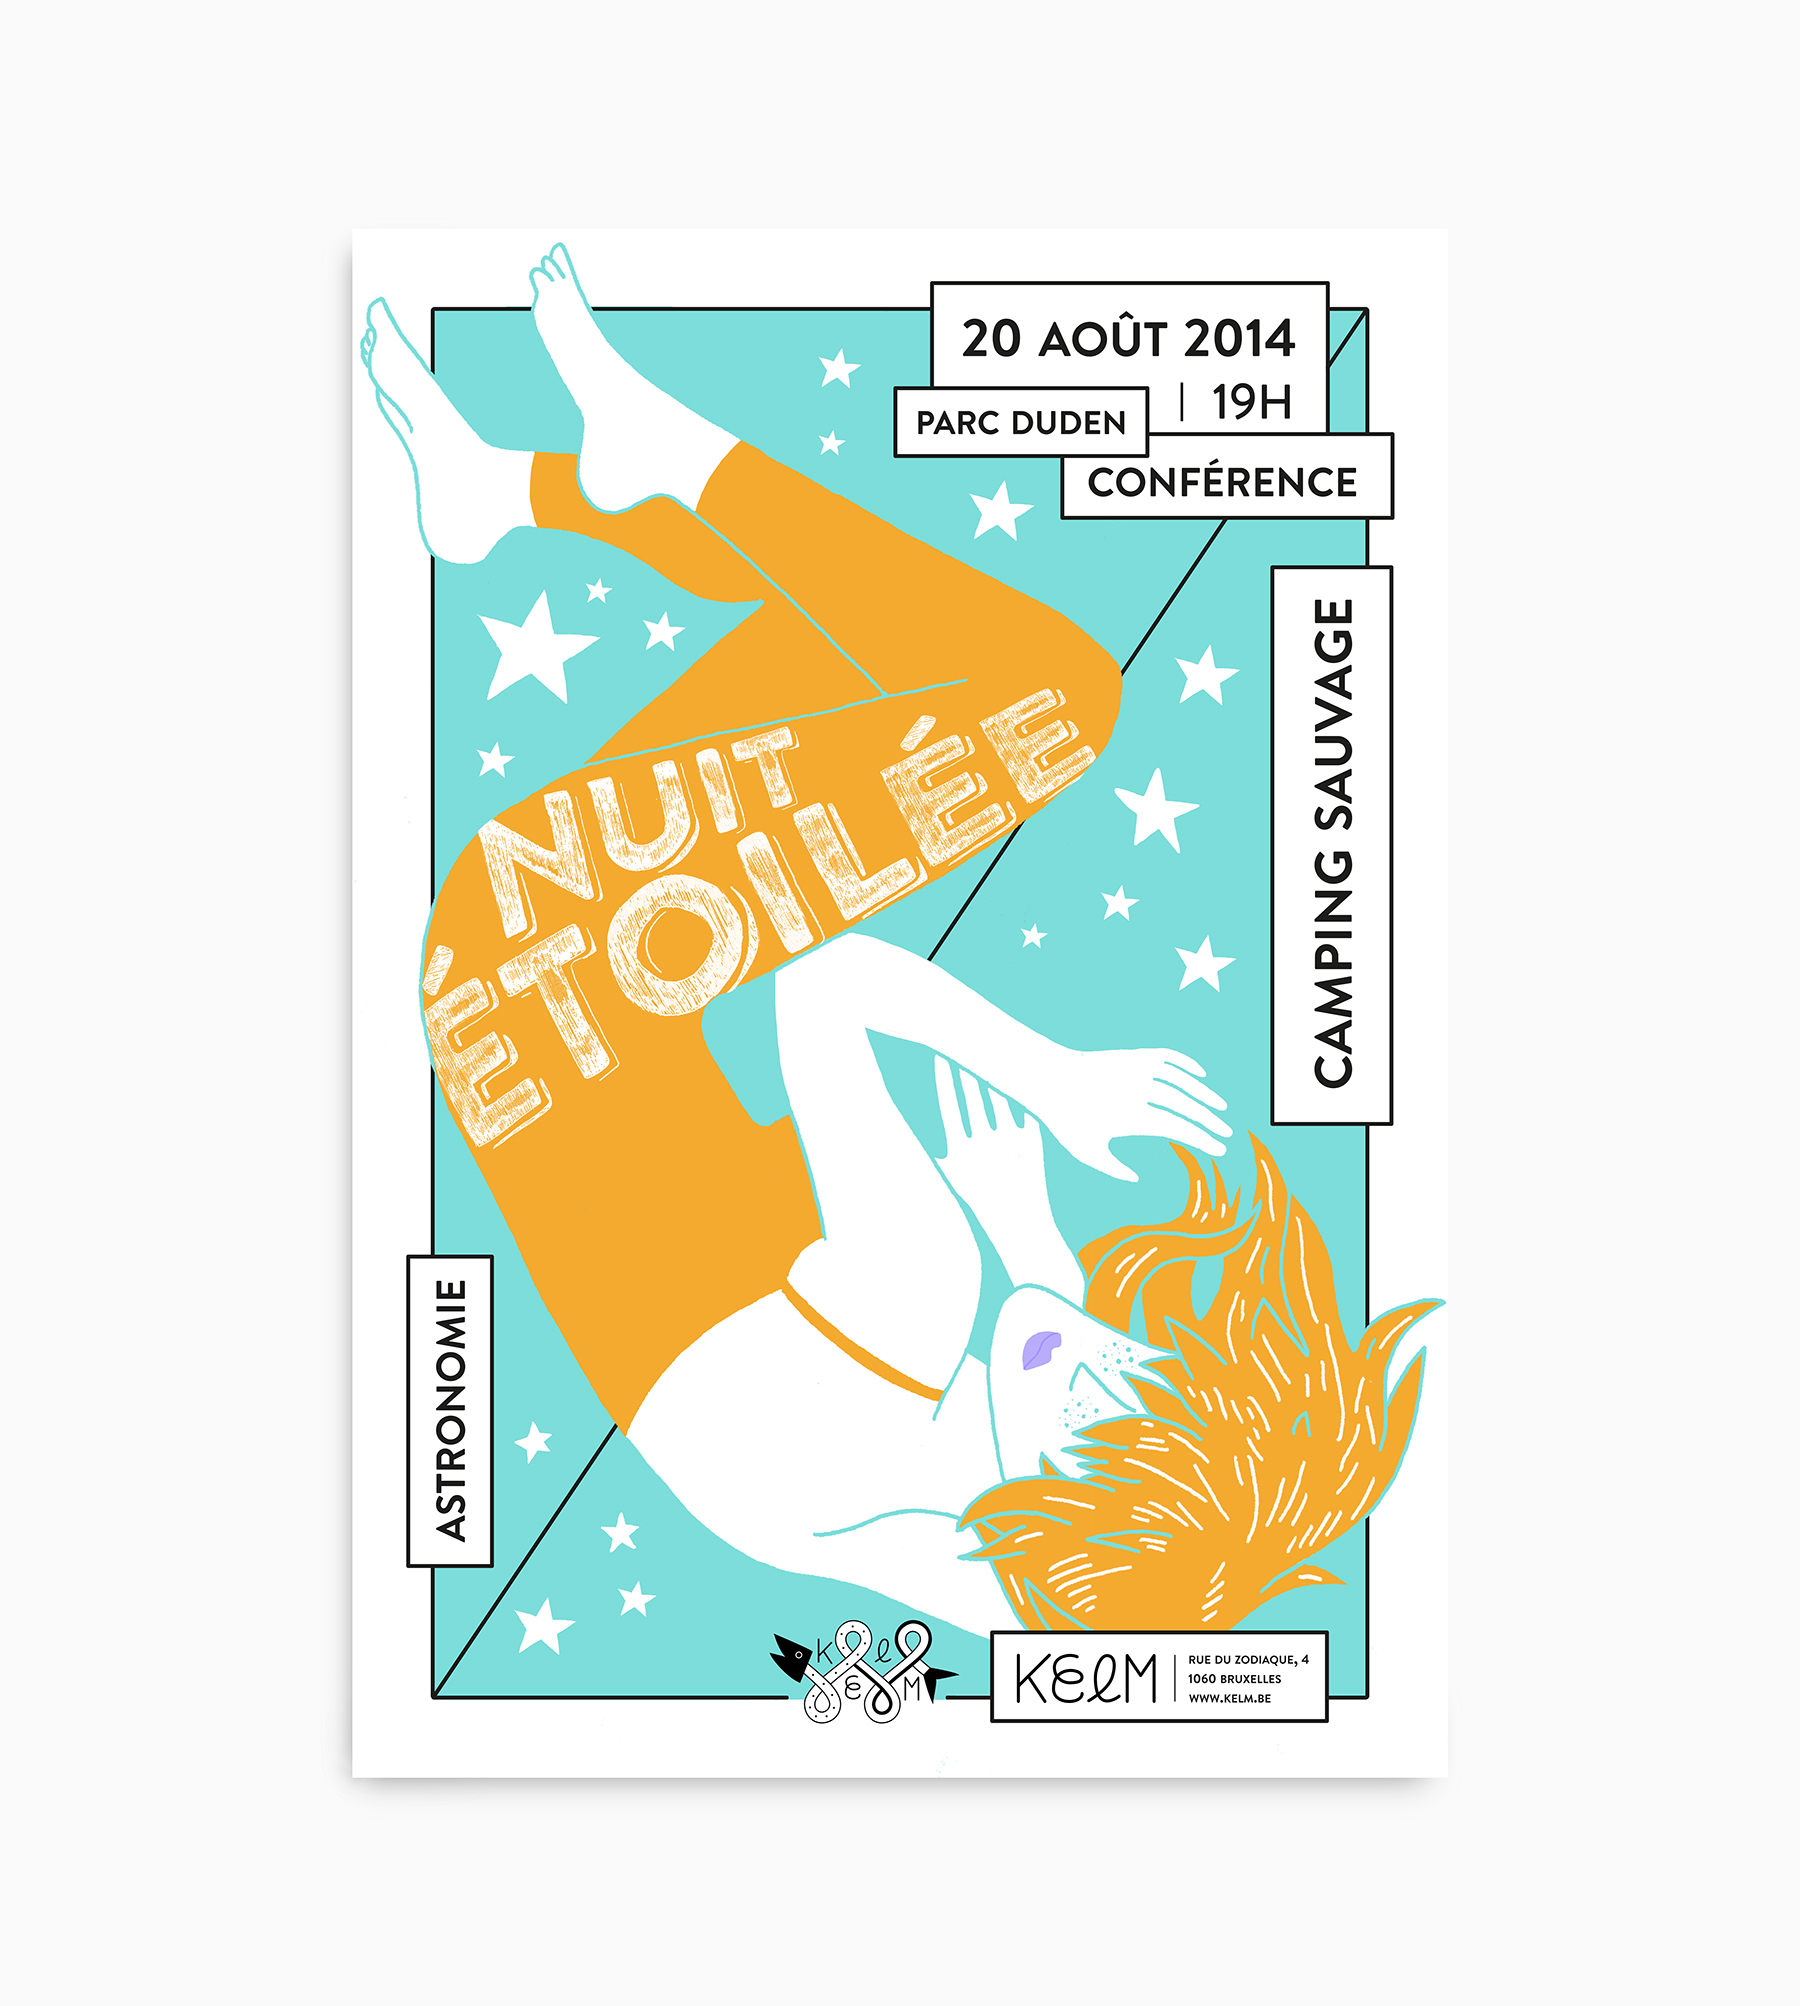 20 AOÛT 2014
| 19H
PARC DUDEN
CONFÉRENCE
CAMPING SAUVAGE
NUIT
ÉTOILÉE
ASTRONOMIE
K E l M
KElM
RUE DU ZODIAQUE, 4
1060 BRUXELLES
WWW.KELM.BE